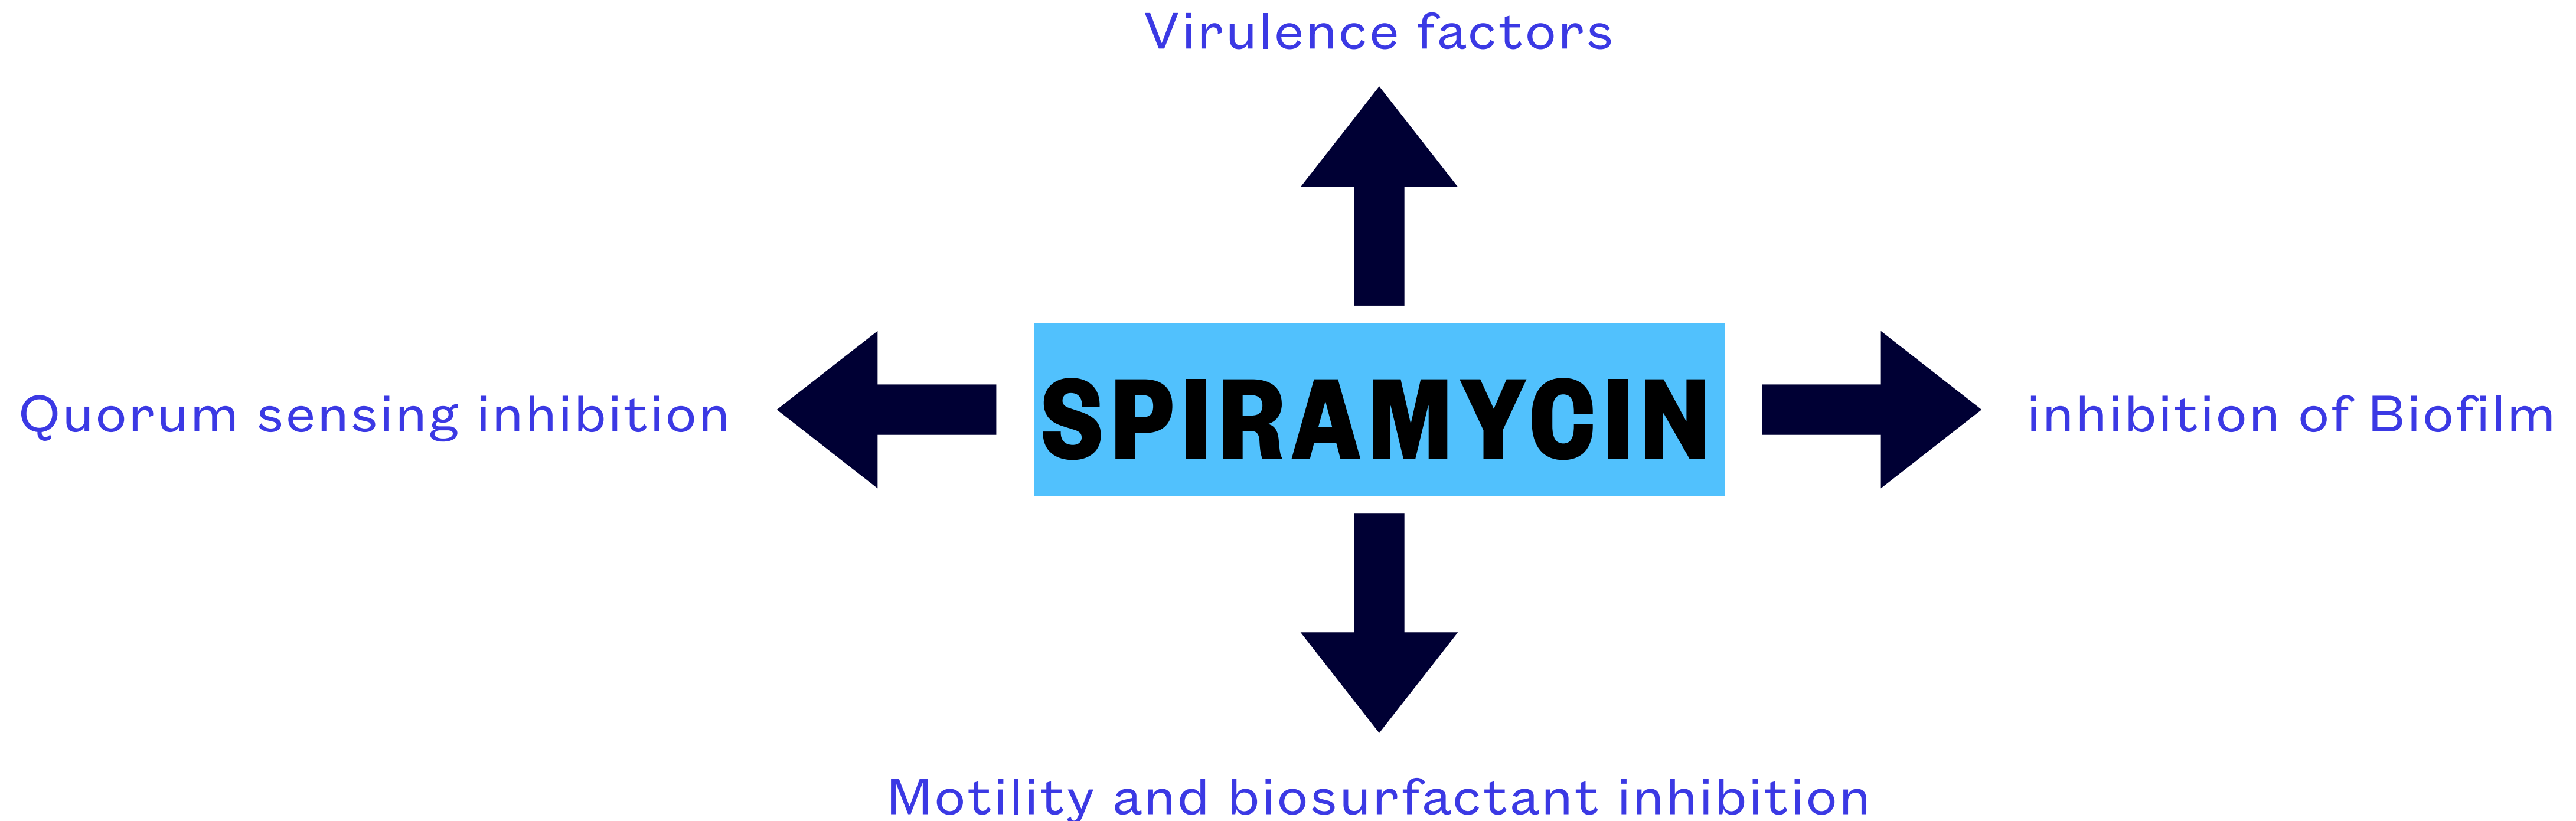 Virulence factors
Quorum sensing inhibition
SPIRAMYCIN
inhibition of Biofilm
Motility and biosurfactant inhibition